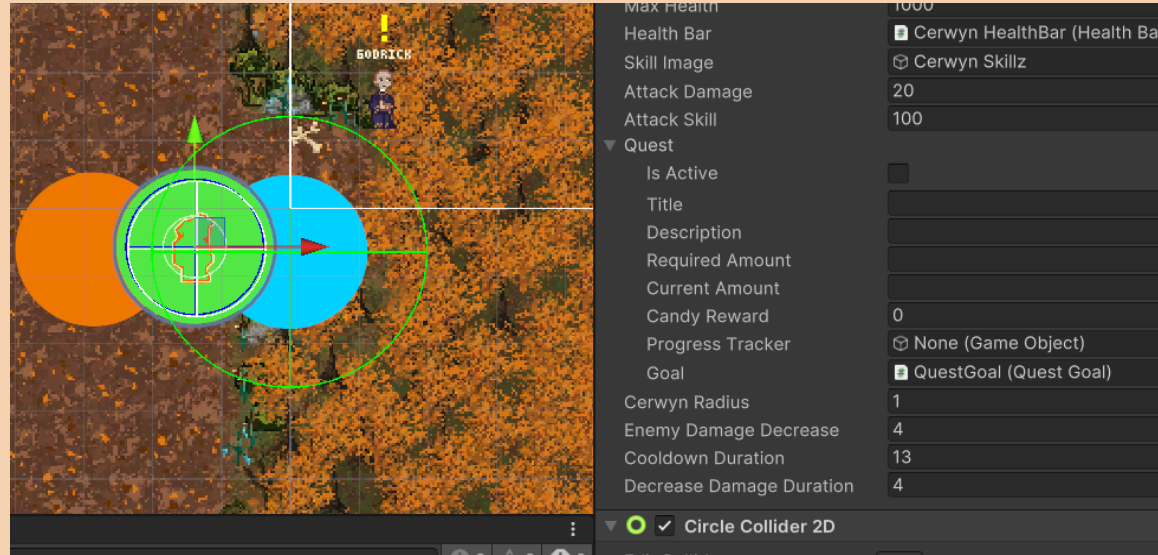 GODRICK
Max Health 1000
Health Bar Cerwyn HealthBar (Health Ba
Skill Image Cerwyn Skillz
Attack Damage 20
Attack Skill 100
Quest
Is Active
Title
Description
Required Amount
Current Amount
Candy Reward 0
Progress Tracker None (Game Object)
Goal QuestGoal (Quest Goal)
Cerwyn Radius 1
Enemy Damage Decrease 4
Cooldown Duration 13
Decrease Damage Duration 4
Circle Collider 2D